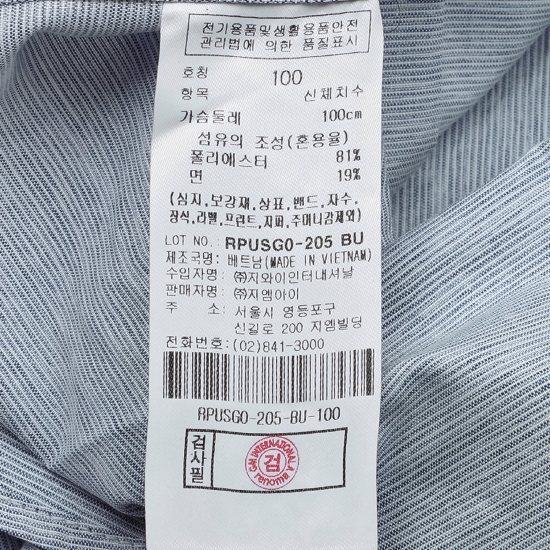 전기용품및생활용품안전
관리법에 의한 품질표시
호칭 100
항목 신체치수
가슴둘레 100cm
섬유의 조성(혼용율)
폴리에스터 81%
면 19%
(심지,보강재,상표,밴드,자수,
장식,라벨,프린트,지퍼,주머니감제외)
LOT NO.: RPUSG0-205 BU
제조국명: 베트남(MADE IN VIETNAM)
수입자명: ㈜지와이인터내셔날
판매자명: ㈜지엠아이
주 소: 서울시 영등포구
신길로 200 지엠빌딩
전화번호: (02)841-3000
RPUSG0-205-BU-100
검사필
검
INTERNATIONAL